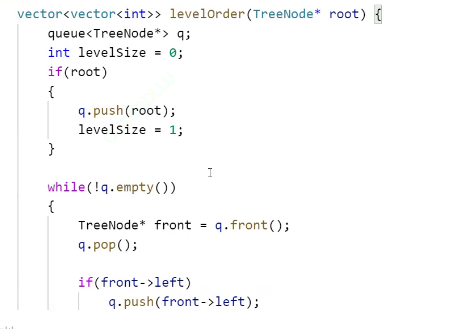 vector<vector<int>> levelOrder(TreeNode* root) {
queue<TreeNode*> q;
int levelSize = 0;
if(root)
{
q.push(root);
levelSize = 1;
}
while(!q.empty())
{
TreeNode* front = q.front();
q.pop();
if(front->left)
q.push(front->left);